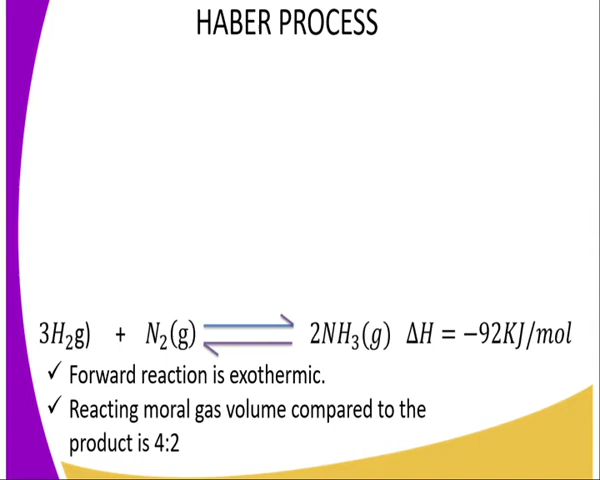 HABER PROCESS
3H₂g) + N₂(g) ⇌ 2NH₃(g) ΔH = −92KJ/mol
✓ Forward reaction is exothermic.
✓ Reacting moral gas volume compared to the
product is 4:2